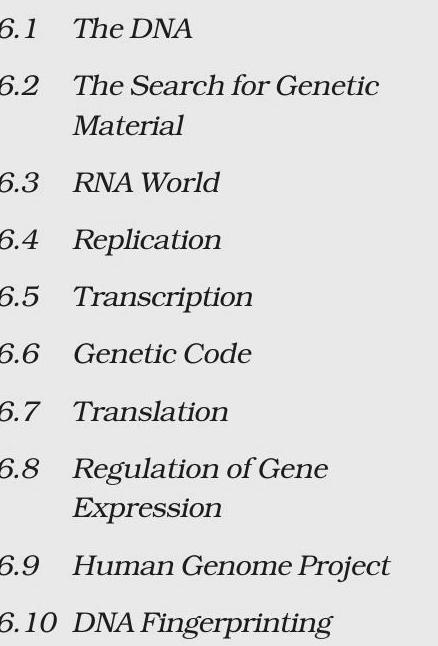 6.1 The DNA
6.2 The Search for Genetic
Material
6.3 RNA World
6.4 Replication
6.5 Transcription
6.6 Genetic Code
6.7 Translation
6.8 Regulation of Gene
Expression
6.9 Human Genome Project
6.10 DNA Fingerprinting